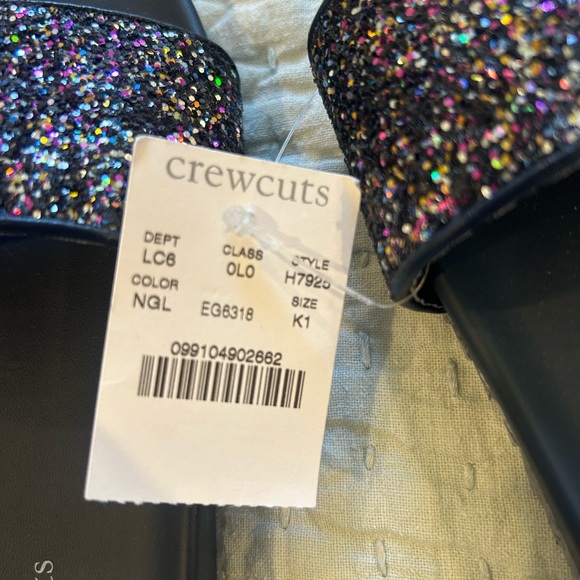 crewcuts
DEPT CLASS STYLE
LC6 0L0 H7925
COLOR SIZE
NGL EG6318 K1
099104902662